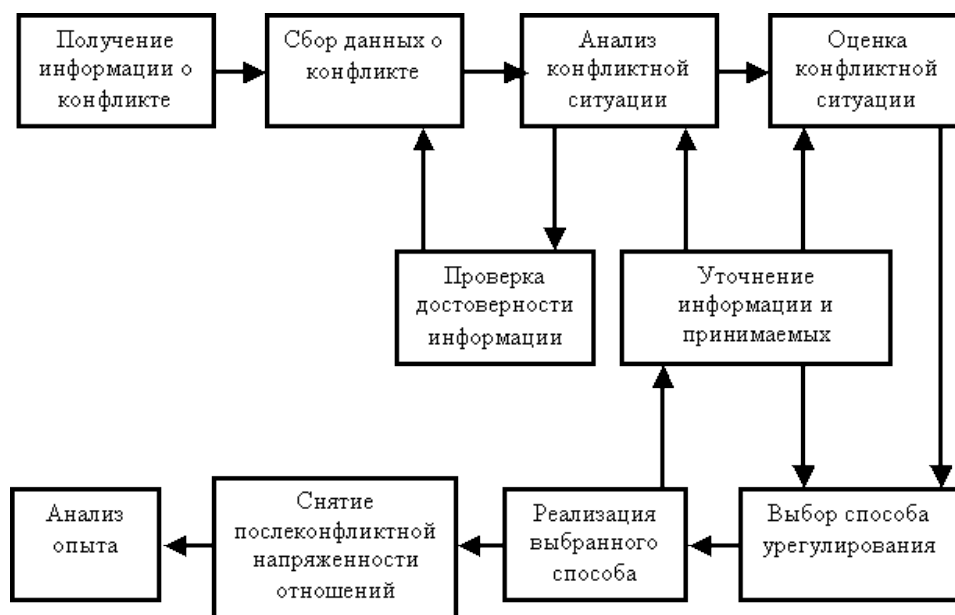 Получение
информации о
конфликте
Сбор данных о
конфликте
Анализ
конфликтной
ситуации
Оценка
конфликтной
ситуации
Проверка
достоверности
информации
Уточнение
информации и
принимаемых
Анализ
опыта
Снятие
послеконфликтной
напряженности
отношений
Реализация
выбранного
способа
Выбор способа
урегулирования